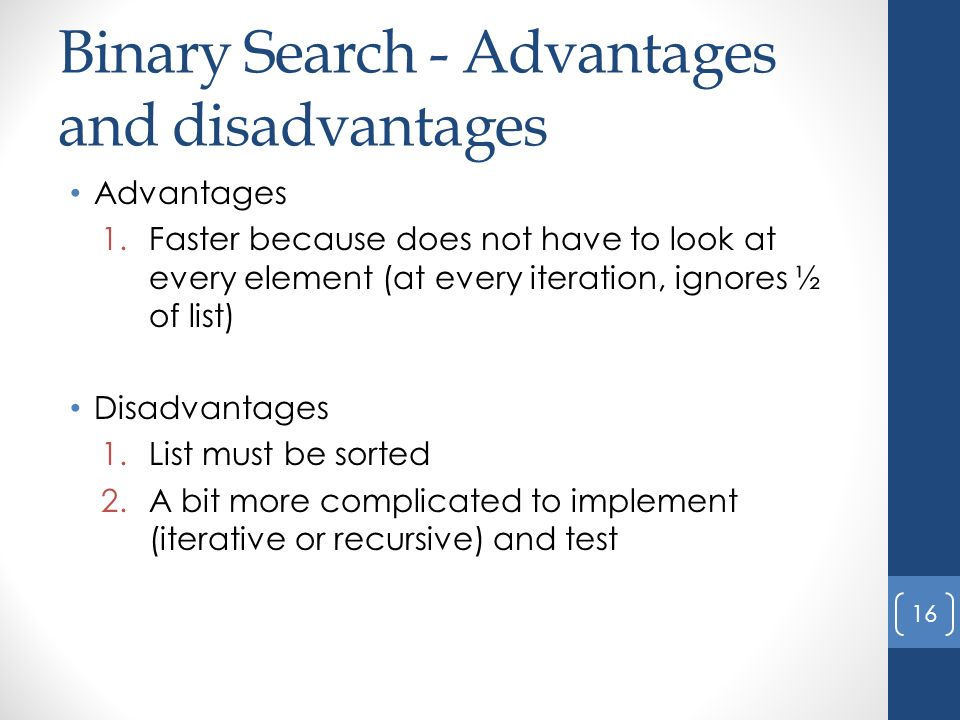 Binary Search - Advantages
and disadvantages
• Advantages
1. Faster because does not have to look at
every element (at every iteration, ignores ½
of list)
• Disadvantages
1. List must be sorted
2. A bit more complicated to implement
(iterative or recursive) and test
16